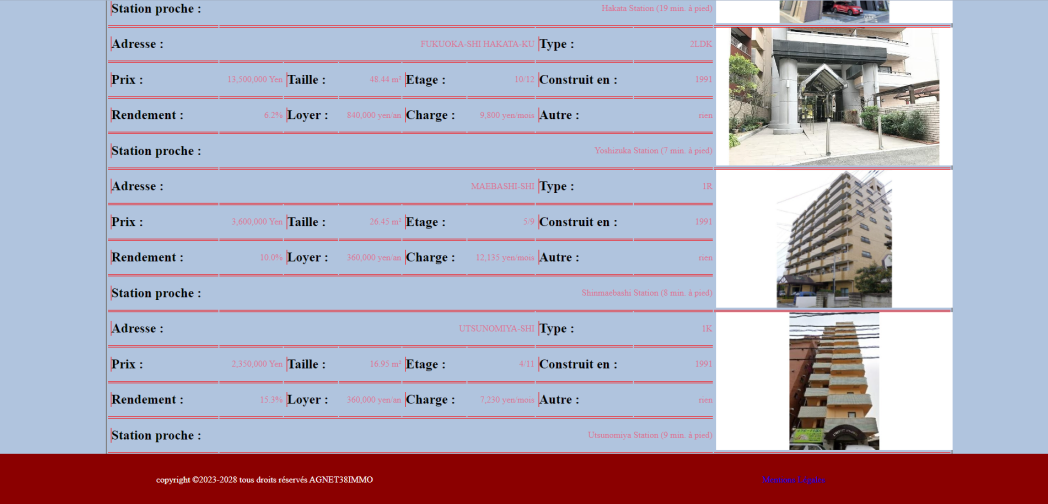 Station proche : Hakata Station (19 min. à pied)
Adresse : FUKUOKA-SHI HAKATA-KU Type : 2LDK
Prix : 13,500,000 Yen Taille : 48.44 m² Etage : 10/12 Construit en : 1991
Rendement : 6.2% Loyer : 840,000 yen/an Charge : 9,800 yen/mois Autre : rien
Station proche : Yoshizuka Station (7 min. à pied)
Adresse : MAEBASHI-SHI Type : 1R
Prix : 3,600,000 Yen Taille : 26.45 m² Etage : 5/9 Construit en : 1991
Rendement : 10.0% Loyer : 360,000 yen/an Charge : 12,135 yen/mois Autre : rien
Station proche : Shinmaebashi Station (8 min. à pied)
Adresse : UTSUNOMIYA-SHI Type : 1K
Prix : 2,350,000 Yen Taille : 16.95 m² Etage : 4/11 Construit en : 1991
Rendement : 15.3% Loyer : 360,000 yen/an Charge : 7,230 yen/mois Autre : rien
Station proche : Utsunomiya Station (9 min. à pied)
copyright ©2023-2028 tous droits réservés AGNET38IMMO